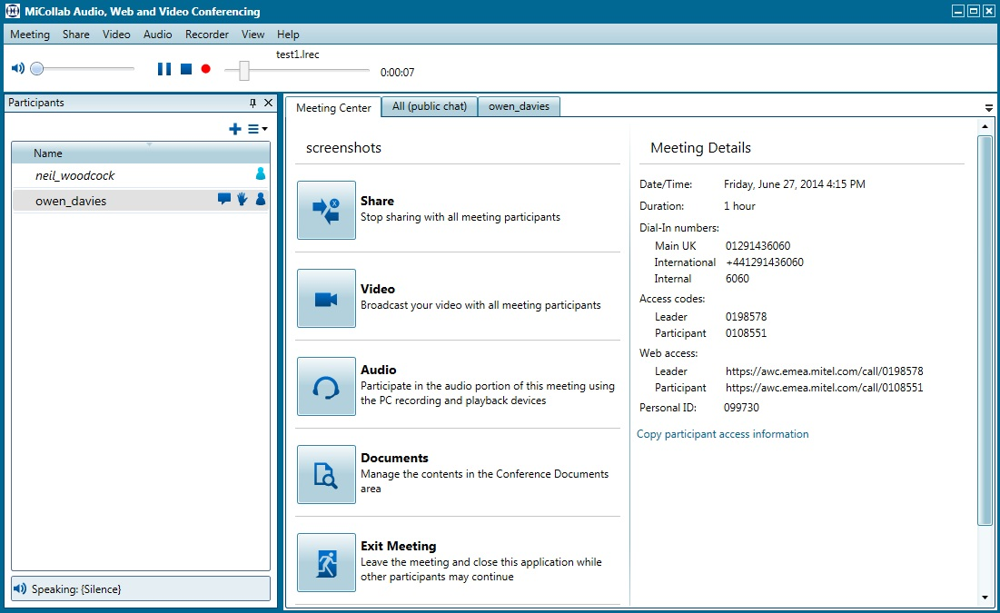 MiCollab Audio, Web and Video Conferencing
Meeting Share Video Audio Recorder View Help
test1.lrec
0:00:07
Participants
Name
neil_woodcock
owen_davies
Speaking: {Silence}
Meeting Center All (public chat) owen_davies
screenshots
Share
Stop sharing with all meeting participants
Video
Broadcast your video with all meeting participants
Audio
Participate in the audio portion of this meeting using
the PC recording and playback devices
Documents
Manage the contents in the Conference Documents
area
Exit Meeting
Leave the meeting and close this application while
other participants may continue
Meeting Details
Date/Time: Friday, June 27, 2014 4:15 PM
Duration: 1 hour
Dial-In numbers:
Main UK 01291436060
International +441291436060
Internal 6060
Access codes:
Leader 0198578
Participant 0108551
Web access:
Leader https://awc.emea.mitel.com/call/0198578
Participant https://awc.emea.mitel.com/call/0108551
Personal ID: 099730
Copy participant access information